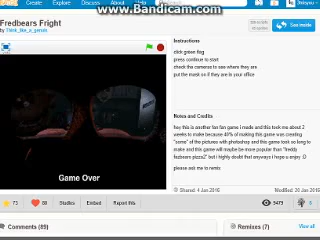 www.Bandicam.com
Create Explore Discuss About
Fredbears Fright
by Think_like_a_genius
See inside
Instructions
click green flag
press continue to start
check the cameras to see where they are
put the mask on if they are in your office
Notes and Credits
hey this is another fan fan game i made and this took me about 2
weeks to make because 40% of making this game was creating
"some" of the pictures with photoshop and this game took so long to
make and this game will maybe be more popular than "freddy
fazbears pizza2" but i highly doubt that anyways i hope u enjoy :D
please ask me to remix
Game Over
Shared: 4 Jan 2016
Modified: 20 Jan 2016
Studios
Embed
Report this
Comments (89)
Remixes (7)
View all